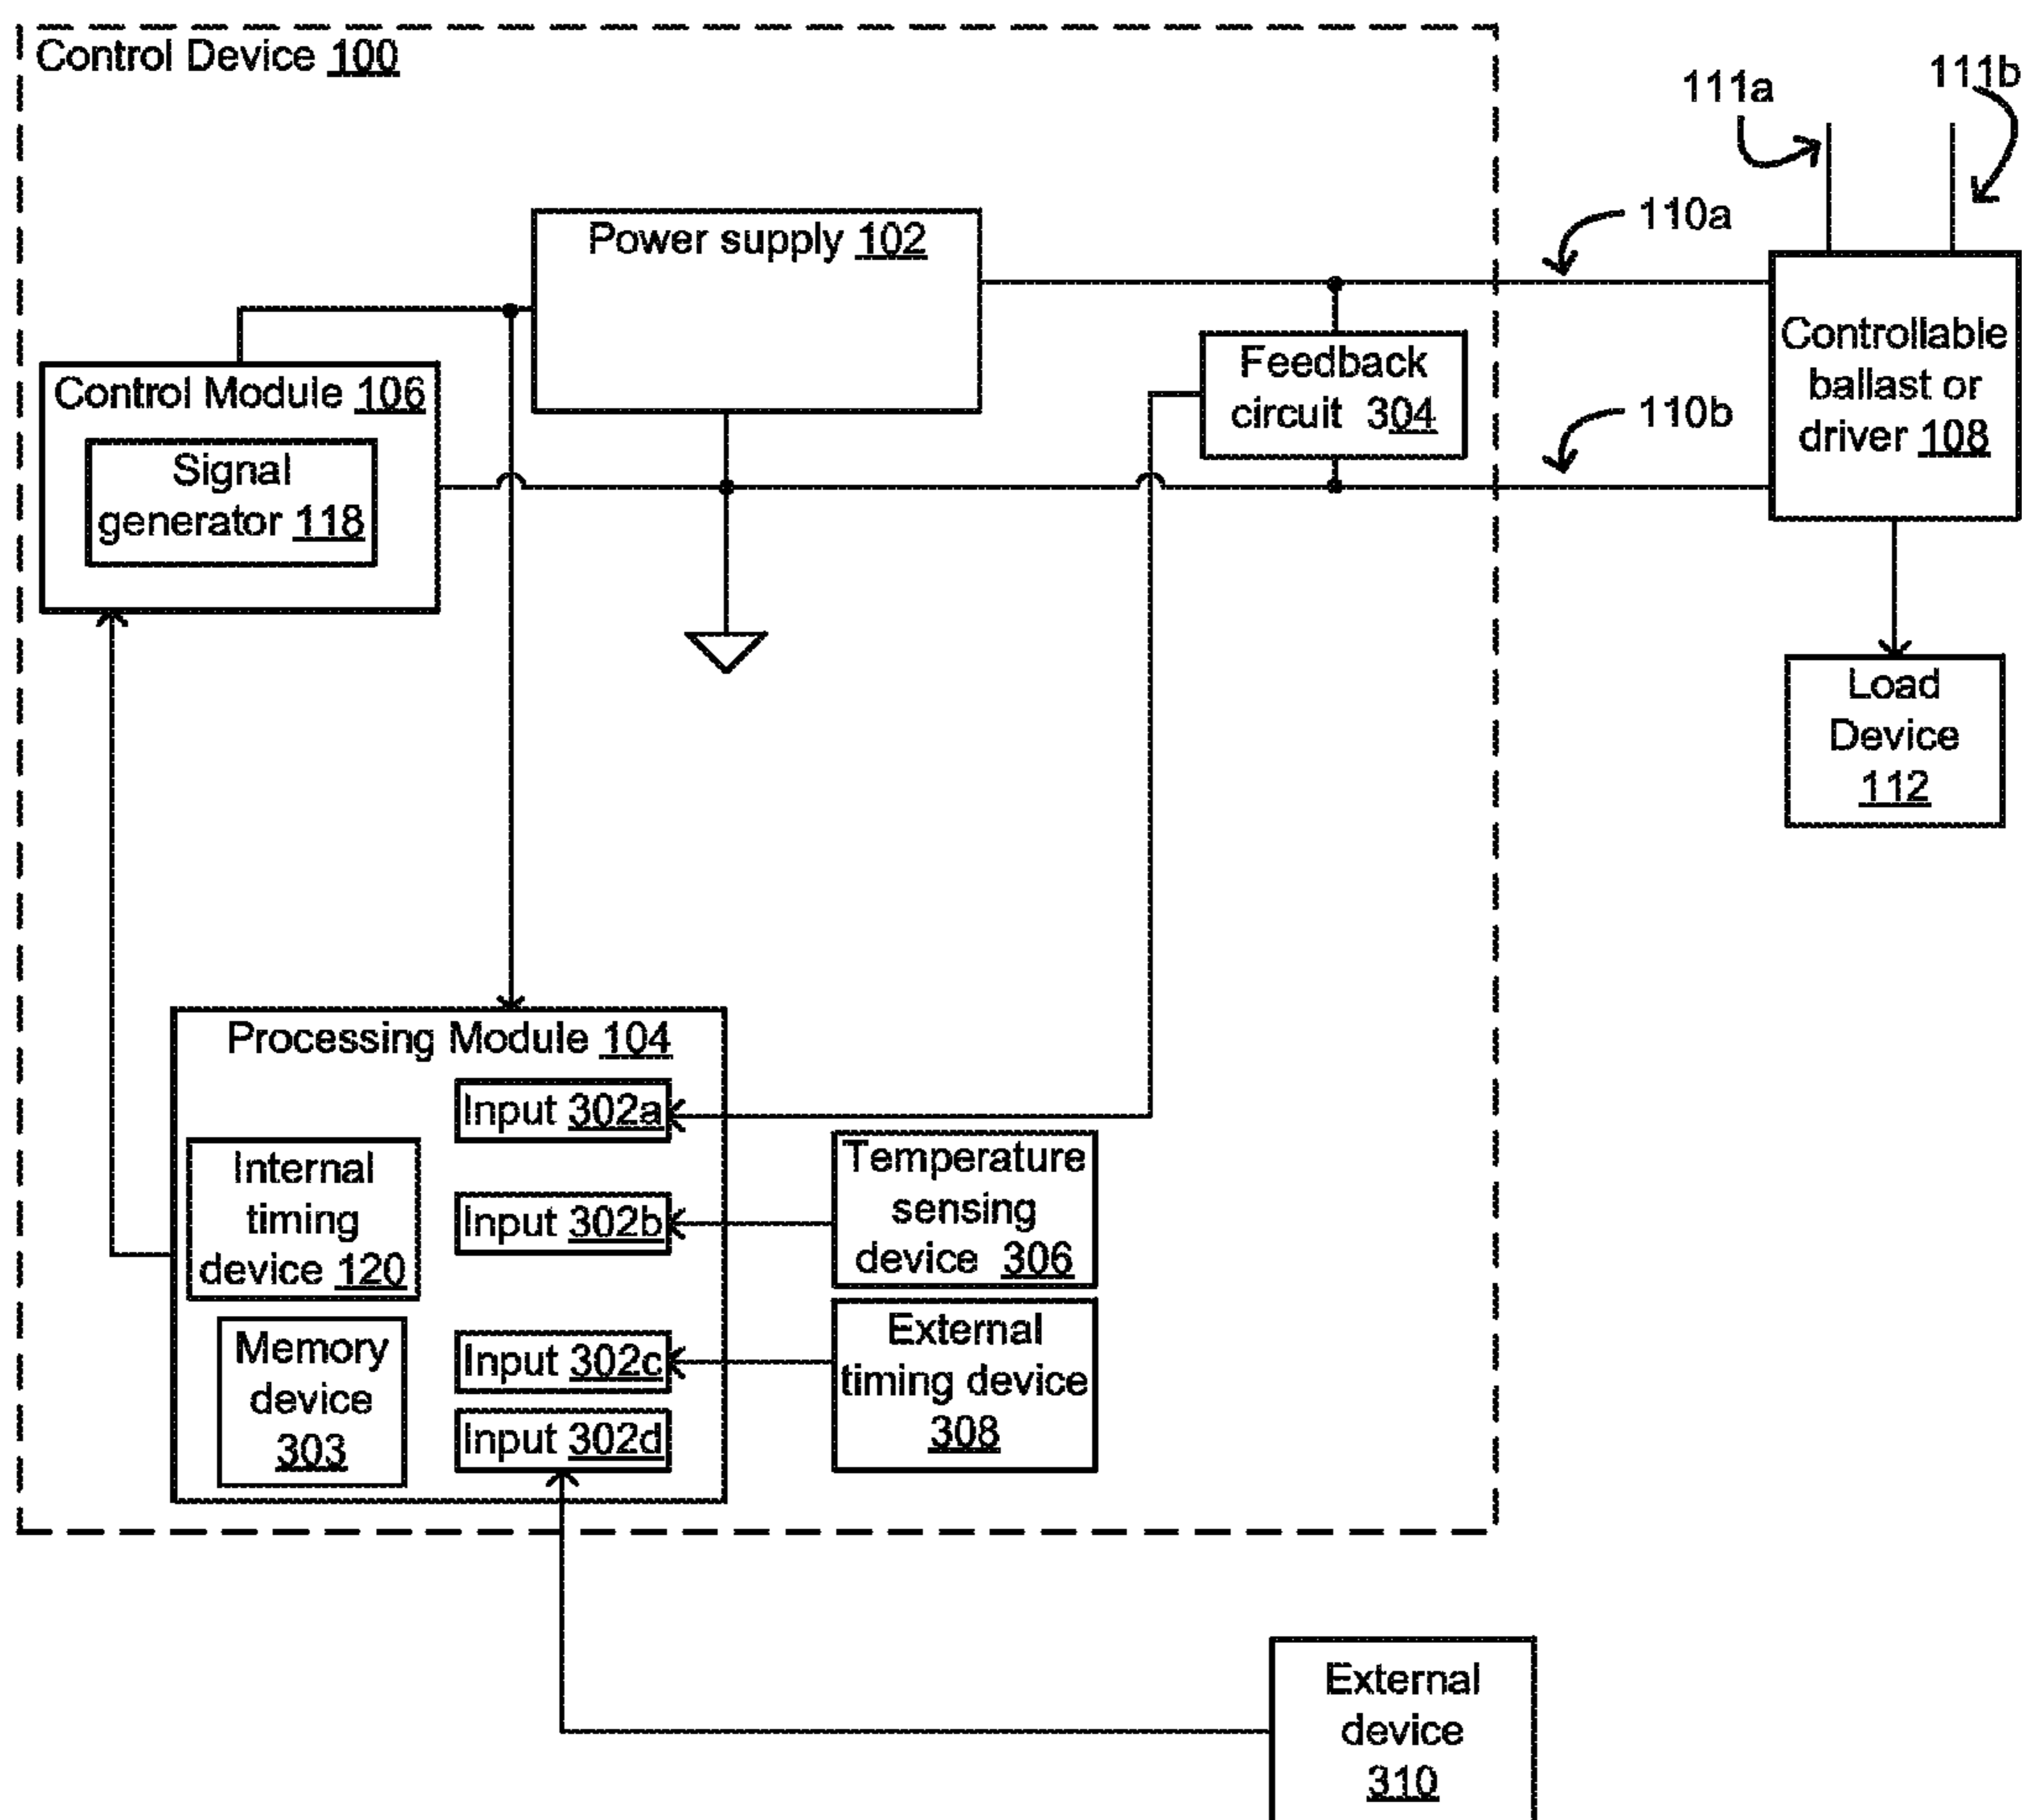 Control Device 100
111a
111b
110a
Power supply 102
Controllable
ballast or
driver 108
Feedback
circuit 304
110b
Control Module 106
Signal
generator 118
Load
Device
112
Processing Module 104
Input 302a
Internal
timing
device 120
Input 302b
Temperature
sensing
device 306
Memory
device
303
Input 302c
External
timing device
308
Input 302d
External
device
310